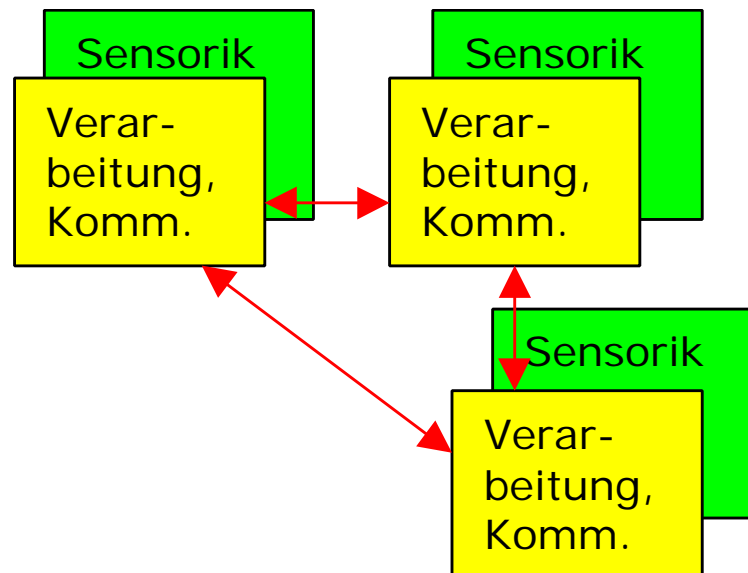 Sensorik
Verar-
beitung,
Komm.
Sensorik
Verar-
beitung,
Komm.
Sensorik
Verar-
beitung,
Komm.